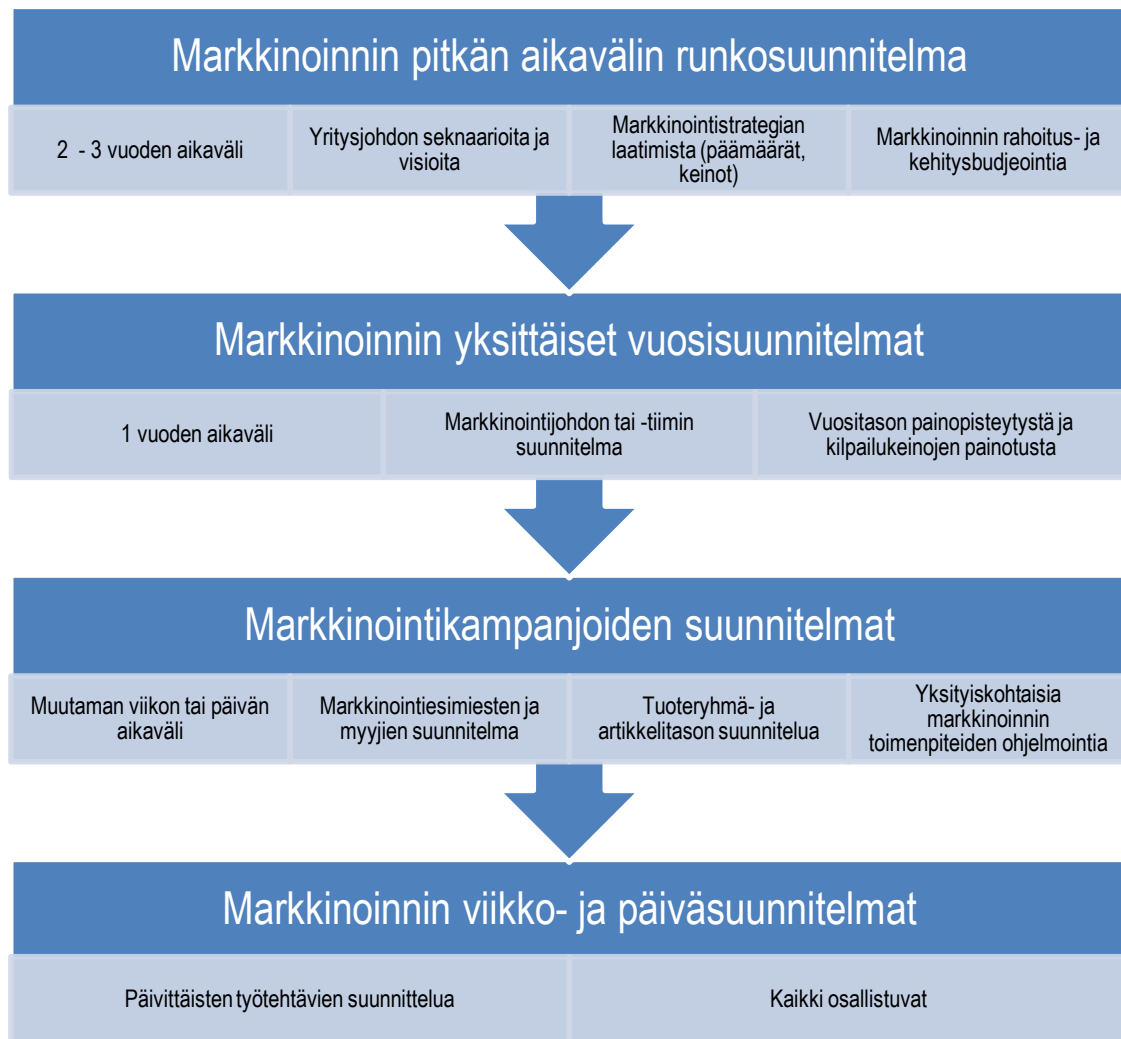 Markkinoinnin pitkän aikavälin runkosuunnitelma
2 - 3 vuoden aikaväli
Yritysjohdon seknaarioita ja
visioita
Markkinointistrategian
laatimista (päämäärät,
keinot)
Markkinoinnin rahoitus- ja
kehitysbudjeointia
Markkinoinnin yksittäiset vuosisuunnitelmat
1 vuoden aikaväli
Markkinointijohdon tai -tiimin
suunnitelma
Vuositason painopisteytystä ja
kilpailukeinojen painotusta
Markkinointikampanjoiden suunnitelmat
Muutaman viikon tai päivän
aikaväli
Markkinointiesimiesten ja
myyjien suunnitelma
Tuoteryhmä- ja
artikkelitason suunnitelua
Yksityiskohtaisia
markkinoinnin
toimenpiteiden ohjelmointia
Markkinoinnin viikko- ja päiväsuunnitelmat
Päivittäisten työtehtävien suunnittelua
Kaikki osallistuvat